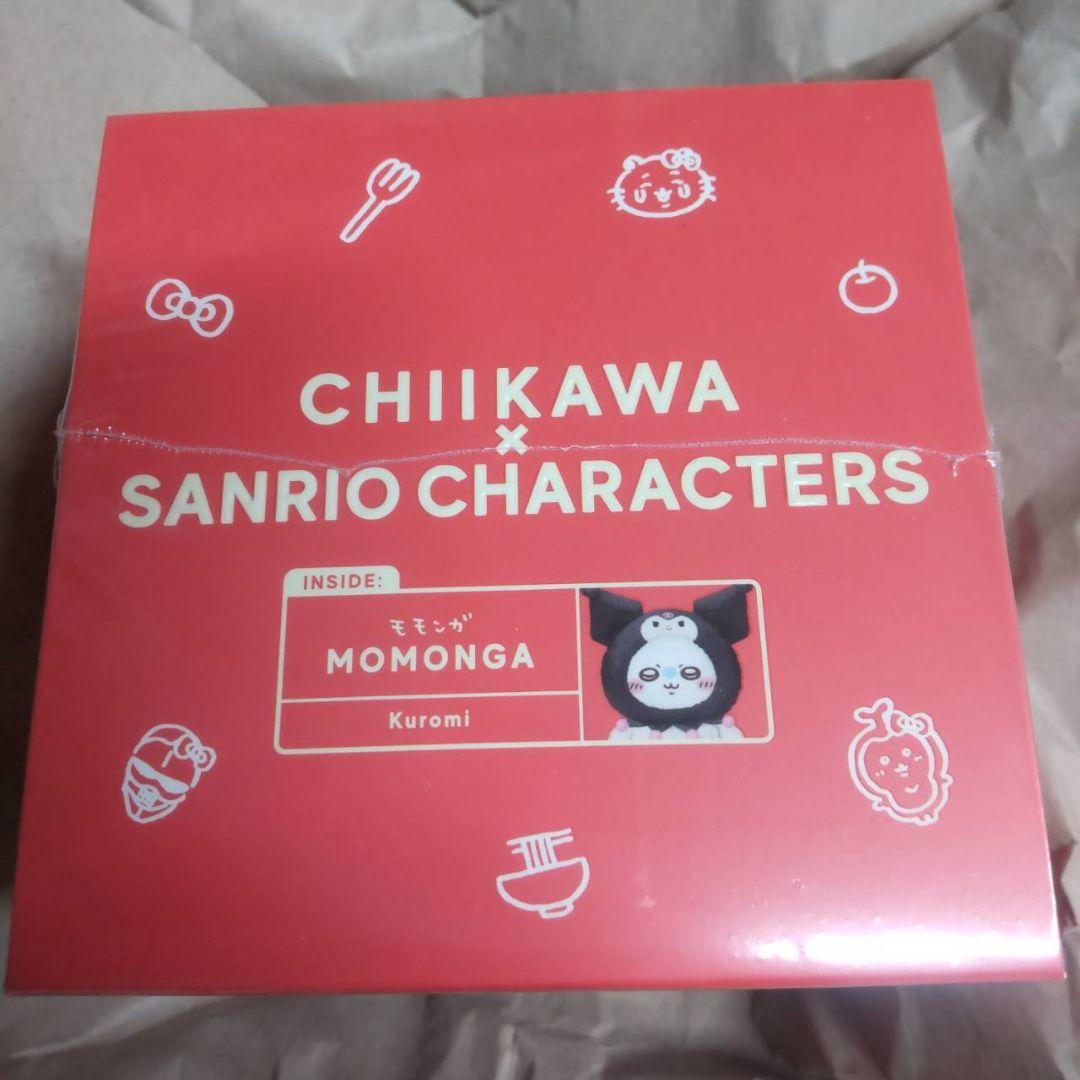 CHIIKAWA
×
SANRIO CHARACTERS
INSIDE:
モモンガ
MOMONGA
Kuromi